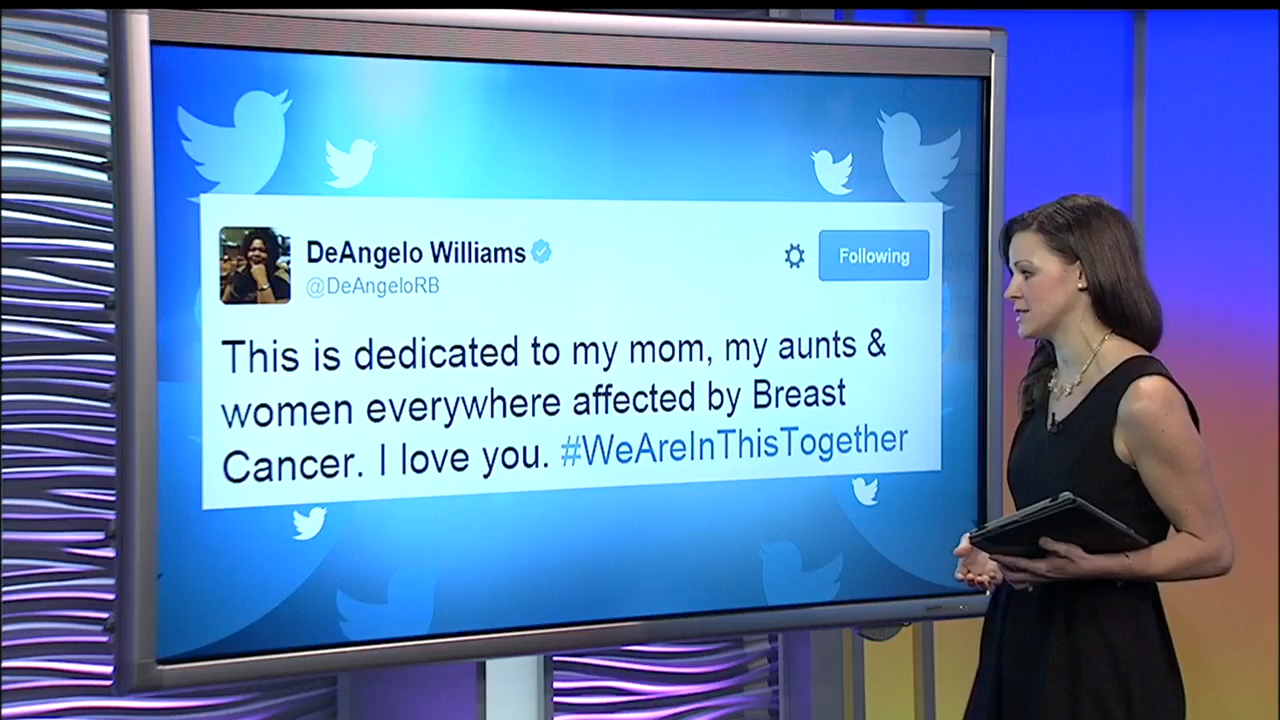 DeAngelo Williams
@DeAngeloRB
Following
This is dedicated to my mom, my aunts &
women everywhere affected by Breast
Cancer. I love you. #WeAreInThisTogether